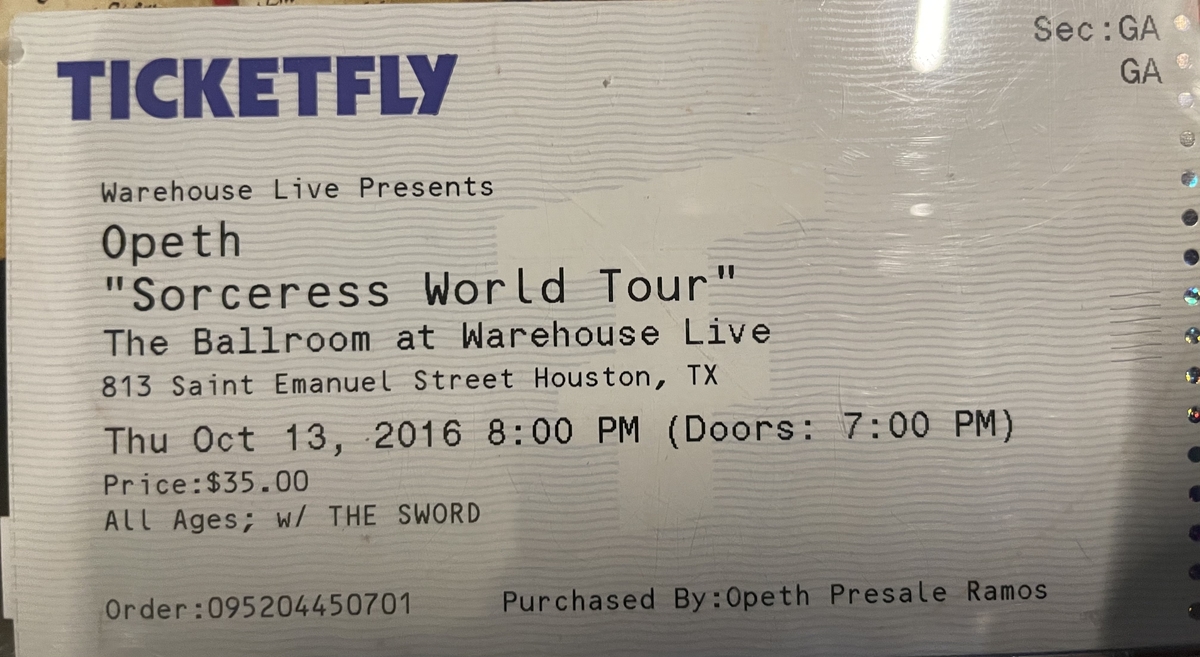 TICKETFLY
Sec:GA
GA
Warehouse Live Presents
Opeth
"Sorceress World Tour"
The Ballroom at Warehouse Live
813 Saint Emanuel Street Houston, TX
Thu Oct 13, 2016 8:00 PM (Doors: 7:00 PM)
Price:$35.00
All Ages; w/ THE SWORD
Order:095204450701 Purchased By:Opeth Presale Ramos